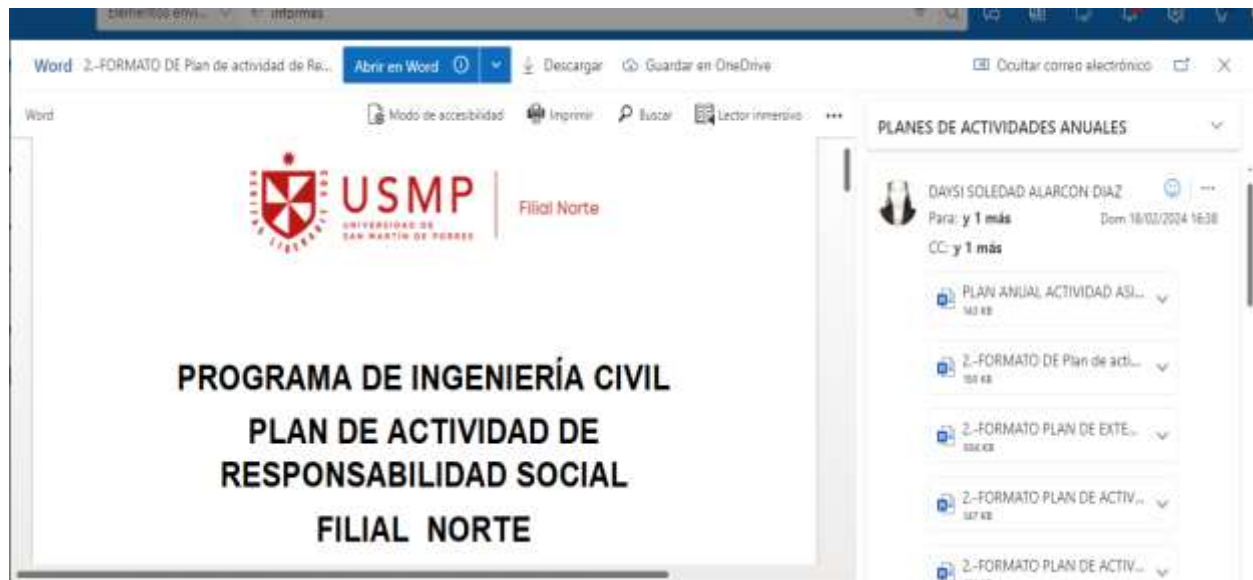 Elementos envi...
informes
Word 2.-FORMATO DE Plan de actividad de Re... Abrir en Word Descargar Guardar en OneDrive Ocultar correo electrónico
Word Modo de accesibilidad Imprimir Buscar Lector inmersivo ...
USMP
UNIVERSIDAD DE
SAN MARTÍN DE PORRES
Filial Norte
PROGRAMA DE INGENIERÍA CIVIL
PLAN DE ACTIVIDAD DE
RESPONSABILIDAD SOCIAL
FILIAL NORTE
PLANES DE ACTIVIDADES ANUALES
DAYSI SOLEDAD ALARCON DIAZ
Para: y 1 más Dom 18/02/2024 16:38
CC: y 1 más
PLAN ANUAL ACTIVIDAD ASI...
2.-FORMATO DE Plan de acti...
2.-FORMATO PLAN DE EXTE...
2.-FORMATO PLAN DE ACTIV...
2.-FORMATO PLAN DE ACTIV...